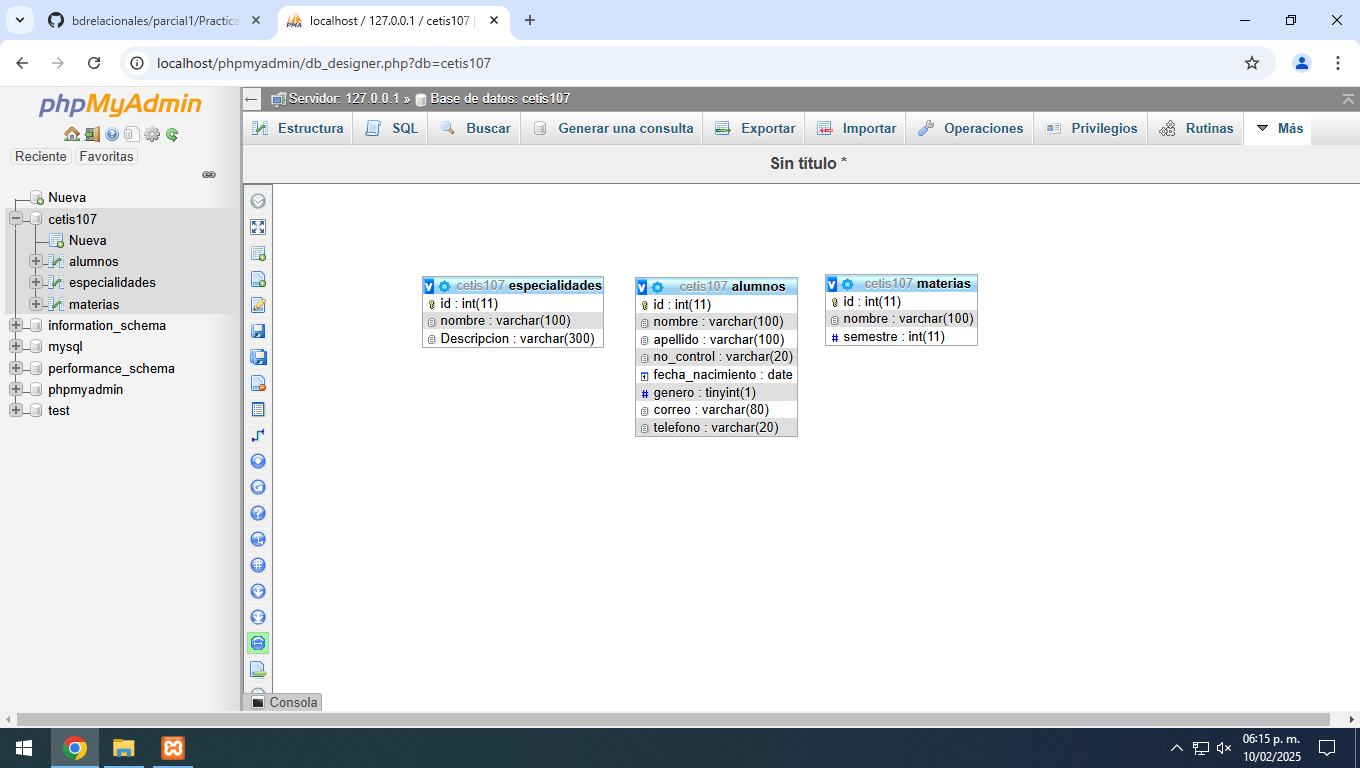 bdrelacionales/parcial1/Practica
localhost / 127.0.0.1 / cetis107 |
localhost/phpmyadmin/db_designer.php?db=cetis107
phpMyAdmin
Reciente
Favoritas
Nueva
cetis107
Nueva
alumnos
especialidades
materias
information_schema
mysql
performance_schema
phpmyadmin
test
Servidor: 127.0.0.1 » Base de datos: cetis107
Estructura
SQL
Buscar
Generar una consulta
Exportar
Importar
Operaciones
Privilegios
Rutinas
Más
Sin título *
cetis107 especialidades
id : int(11)
nombre : varchar(100)
Descripcion : varchar(300)
cetis107 alumnos
id : int(11)
nombre : varchar(100)
apellido : varchar(100)
no_control : varchar(20)
fecha_nacimiento : date
genero : tinyint(1)
correo : varchar(80)
telefono : varchar(20)
cetis107 materias
id : int(11)
nombre : varchar(100)
semestre : int(11)
Consola
06:15 p. m.
10/02/2025